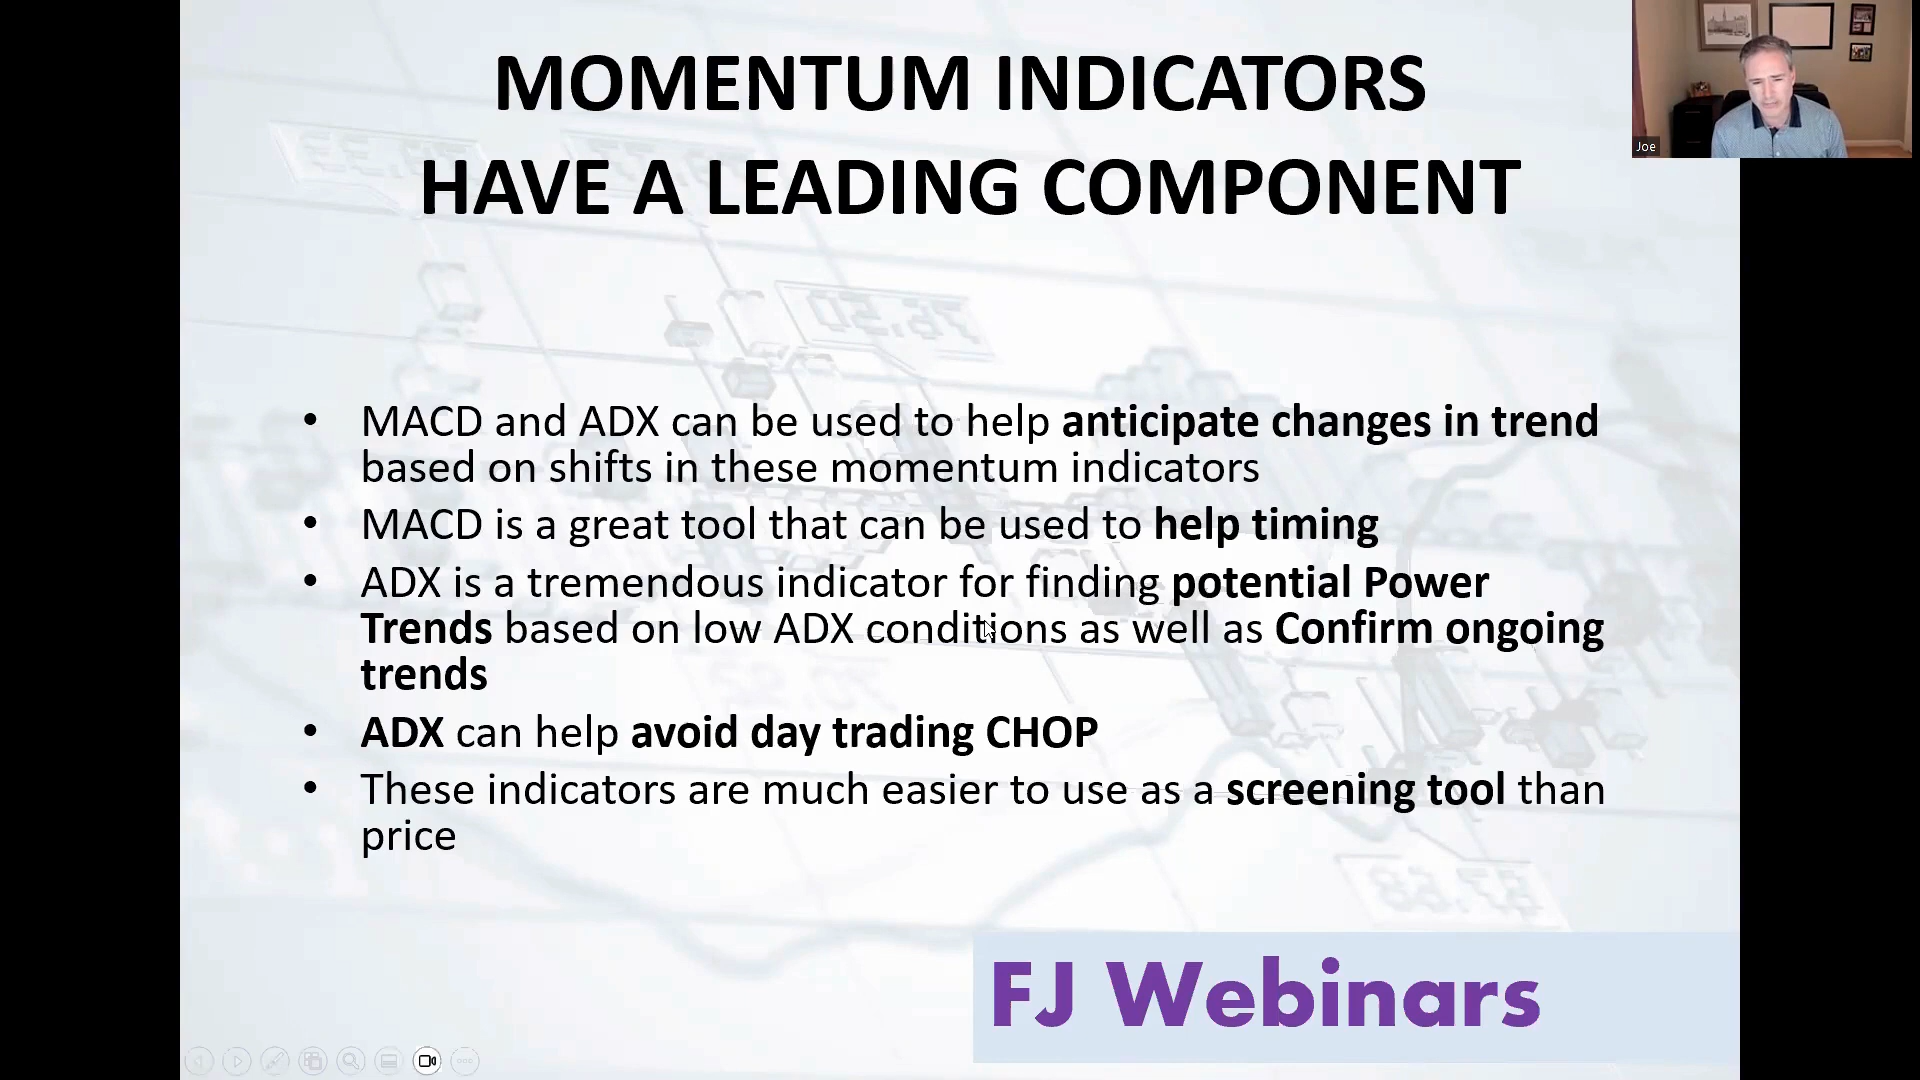 MOMENTUM INDICATORS
HAVE A LEADING COMPONENT
Joe
• MACD and ADX can be used to help anticipate changes in trend
based on shifts in these momentum indicators
• MACD is a great tool that can be used to help timing
• ADX is a tremendous indicator for finding potential Power
Trends based on low ADX conditions as well as Confirm ongoing
trends
• ADX can help avoid day trading CHOP
• These indicators are much easier to use as a screening tool than
price
FJ Webinars